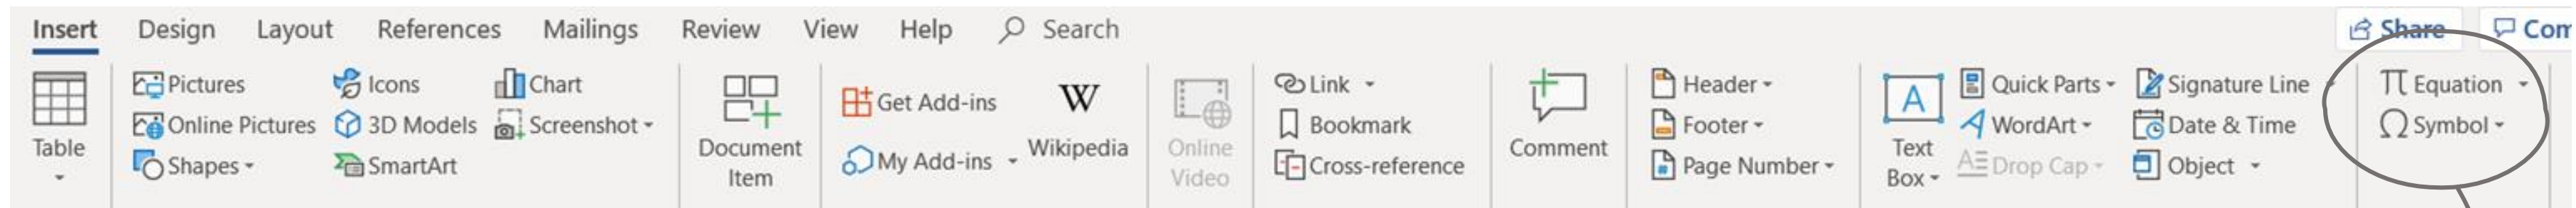 Insert Design Layout References Mailings Review View Help Search Share Com
Pictures Icons Chart Get Add-ins Link Header Quick Parts Signature Line π Equation
Online Pictures 3D Models Screenshot W Bookmark Footer A WordArt Date & Time Ω Symbol
Table Document Wikipedia Online Comment Text
Shapes SmartArt Item My Add-ins Video Cross-reference Page Number Box Drop Cap Object